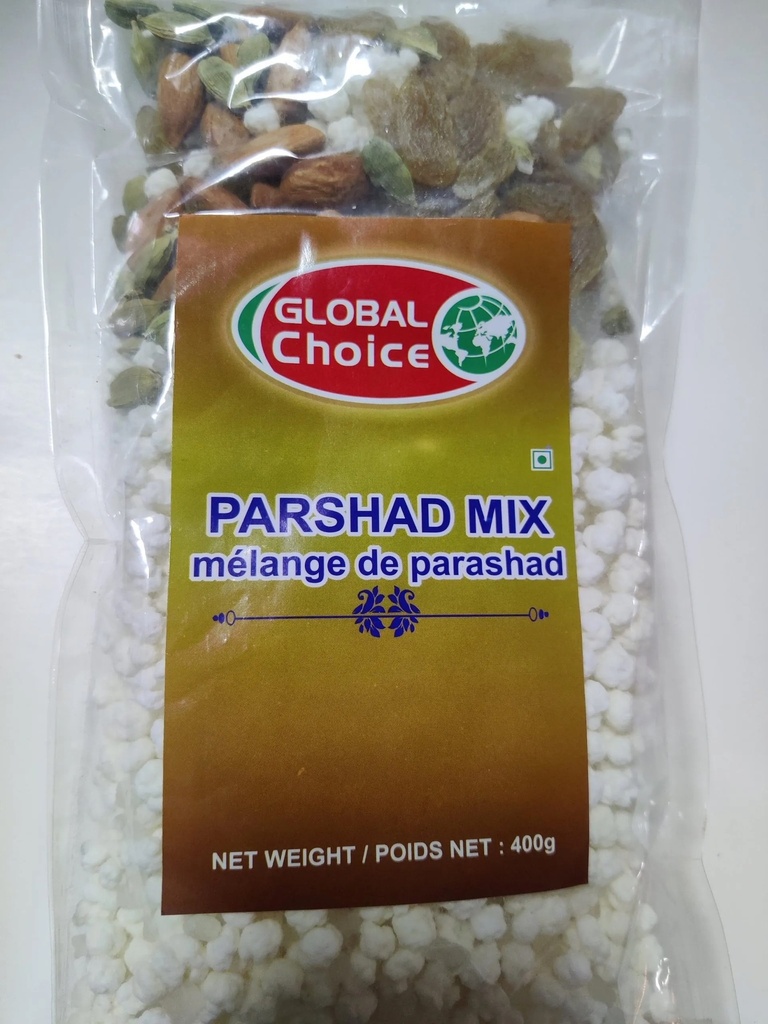 GLOBAL
Choice
PARSHAD MIX
mélange de parashad
NET WEIGHT / POIDS NET : 400g